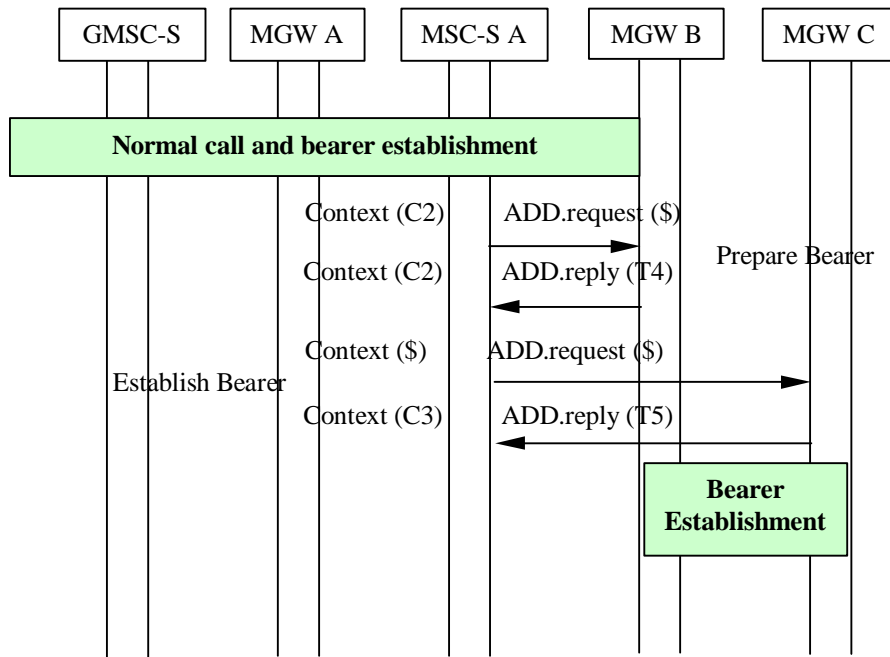 GMSC-S
MGW A
MSC-S A
MGW B
MGW C
Normal call and bearer establishment
Context (C2)
ADD.request ($)
Prepare Bearer
Context (C2)
ADD.reply (T4)
Context ($)
ADD.request ($)
Establish Bearer
Context (C3)
ADD.reply (T5)
Bearer
Establishment